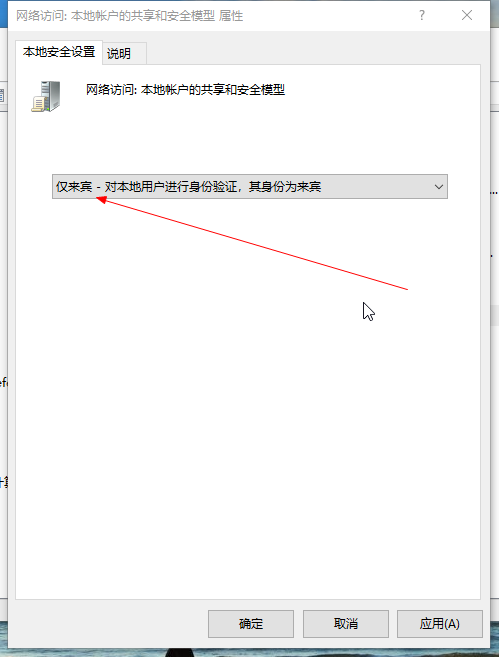 网络访问: 本地帐户的共享和安全模型 属性
本地安全设置 说明
网络访问: 本地帐户的共享和安全模型
仅来宾 - 对本地用户进行身份验证，其身份为来宾
确定 取消 应用(A)